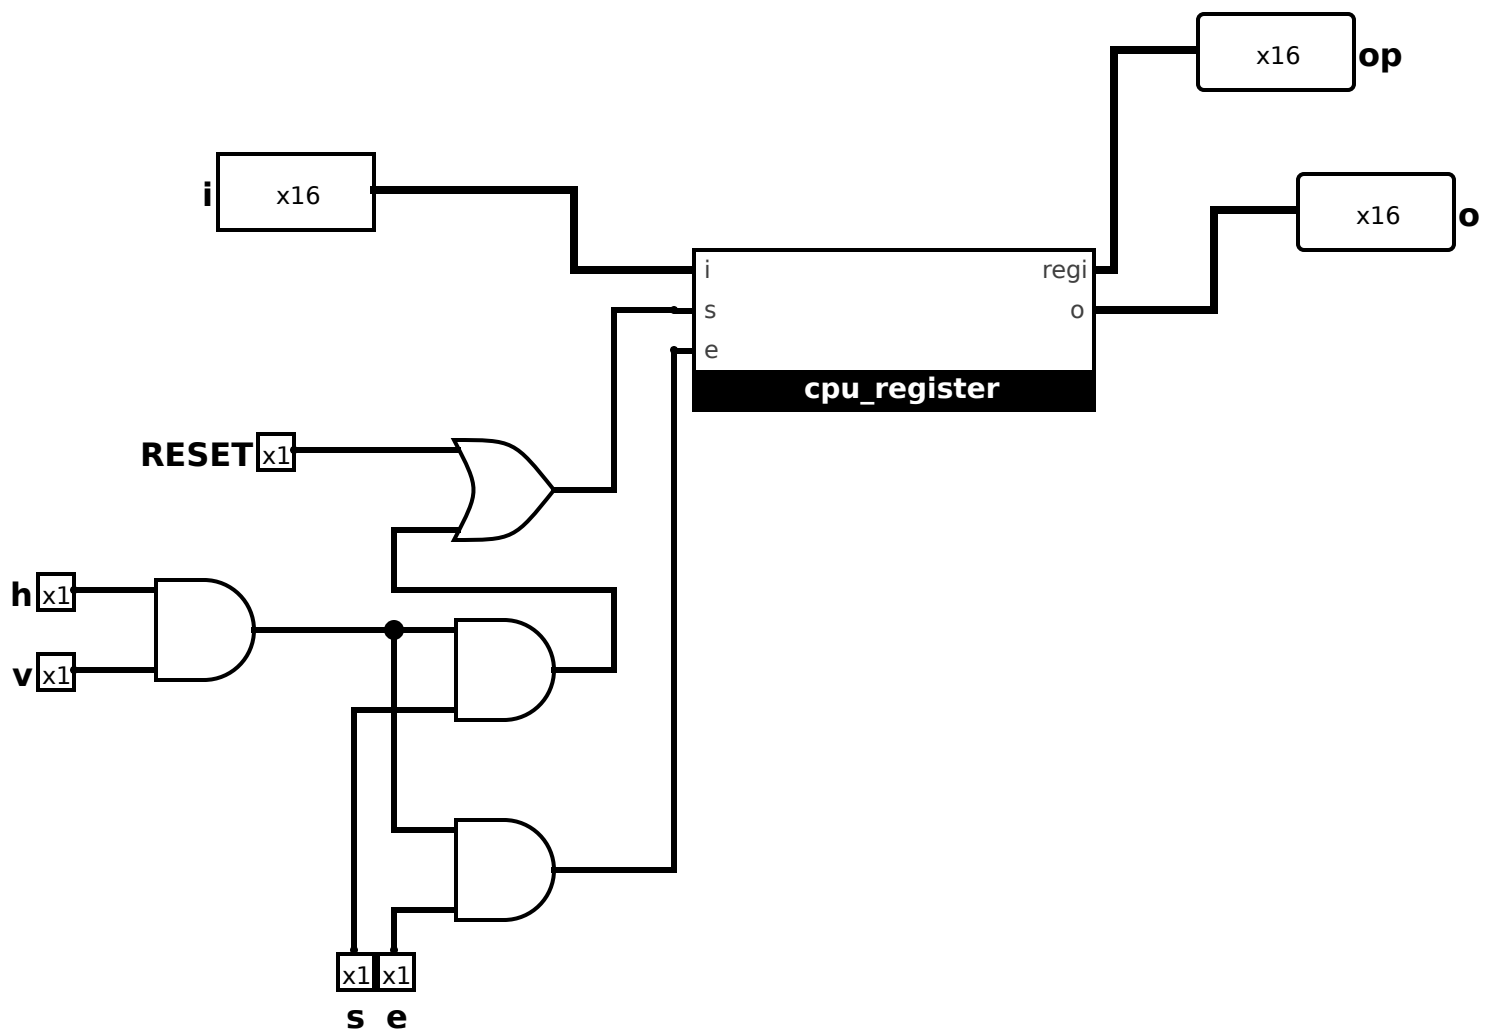 x16 op
i x16
x16 o
i regi
s o
e
cpu_register
RESET x1
h x1
v x1
x1 x1
s e